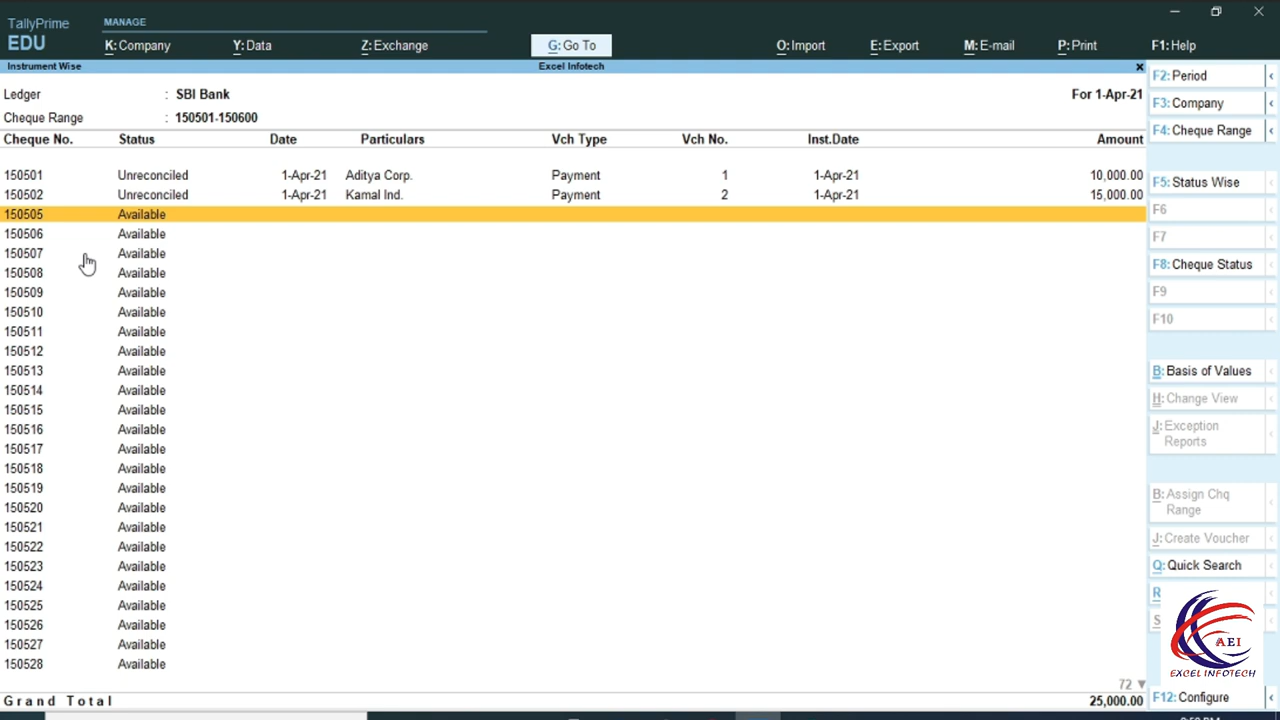 TallyPrime
EDU
MANAGE
K: Company Y: Data Z: Exchange G: Go To O: Import E: Export M: E-mail P: Print F1: Help
Instrument Wise Excel Infotech ×
Ledger : SBI Bank For 1-Apr-21
Cheque Range : 150501-150600
Cheque No. Status Date Particulars Vch Type Vch No. Inst.Date Amount
150501 Unreconciled 1-Apr-21 Aditya Corp. Payment 1 1-Apr-21 10,000.00
150502 Unreconciled 1-Apr-21 Kamal Ind. Payment 2 1-Apr-21 15,000.00
150505 Available
150506 Available
150507 Available
150508 Available
150509 Available
150510 Available
150511 Available
150512 Available
150513 Available
150514 Available
150515 Available
150516 Available
150517 Available
150518 Available
150519 Available
150520 Available
150521 Available
150522 Available
150523 Available
150524 Available
150525 Available
150526 Available
150527 Available
150528 Available
72 ▼
Grand Total 25,000.00
F2: Period
F3: Company
F4: Cheque Range
F5: Status Wise
F6
F7
F8: Cheque Status
F9
F10
B: Basis of Values
H: Change View
J: Exception
Reports
B: Assign Chq
Range
J: Create Voucher
Q: Quick Search
R
S
AEI
EXCEL INFOTECH
F12: Configure